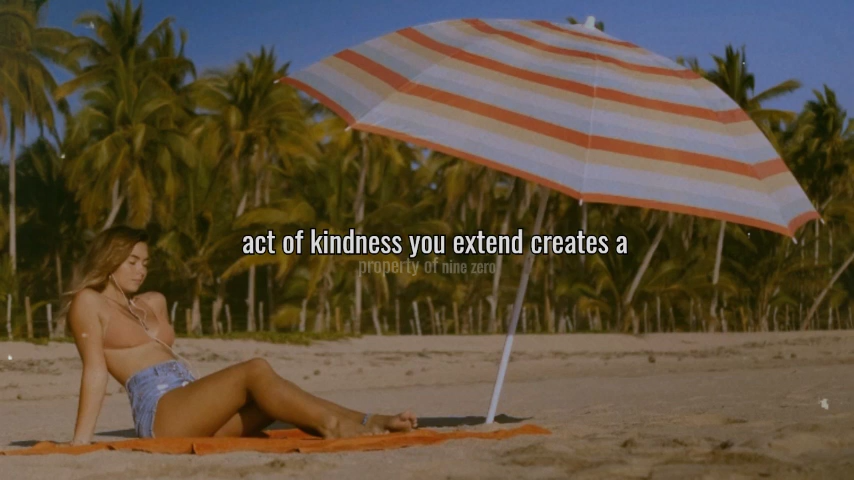 act of kindness you extend creates a
property of nine zero